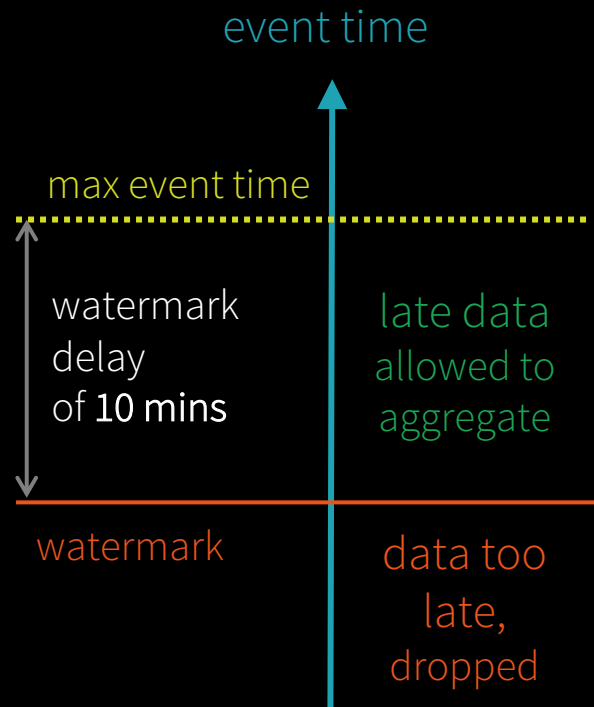 event time
max event time
watermark
delay
of 10 mins
late data
allowed to
aggregate
watermark
data too
late,
dropped